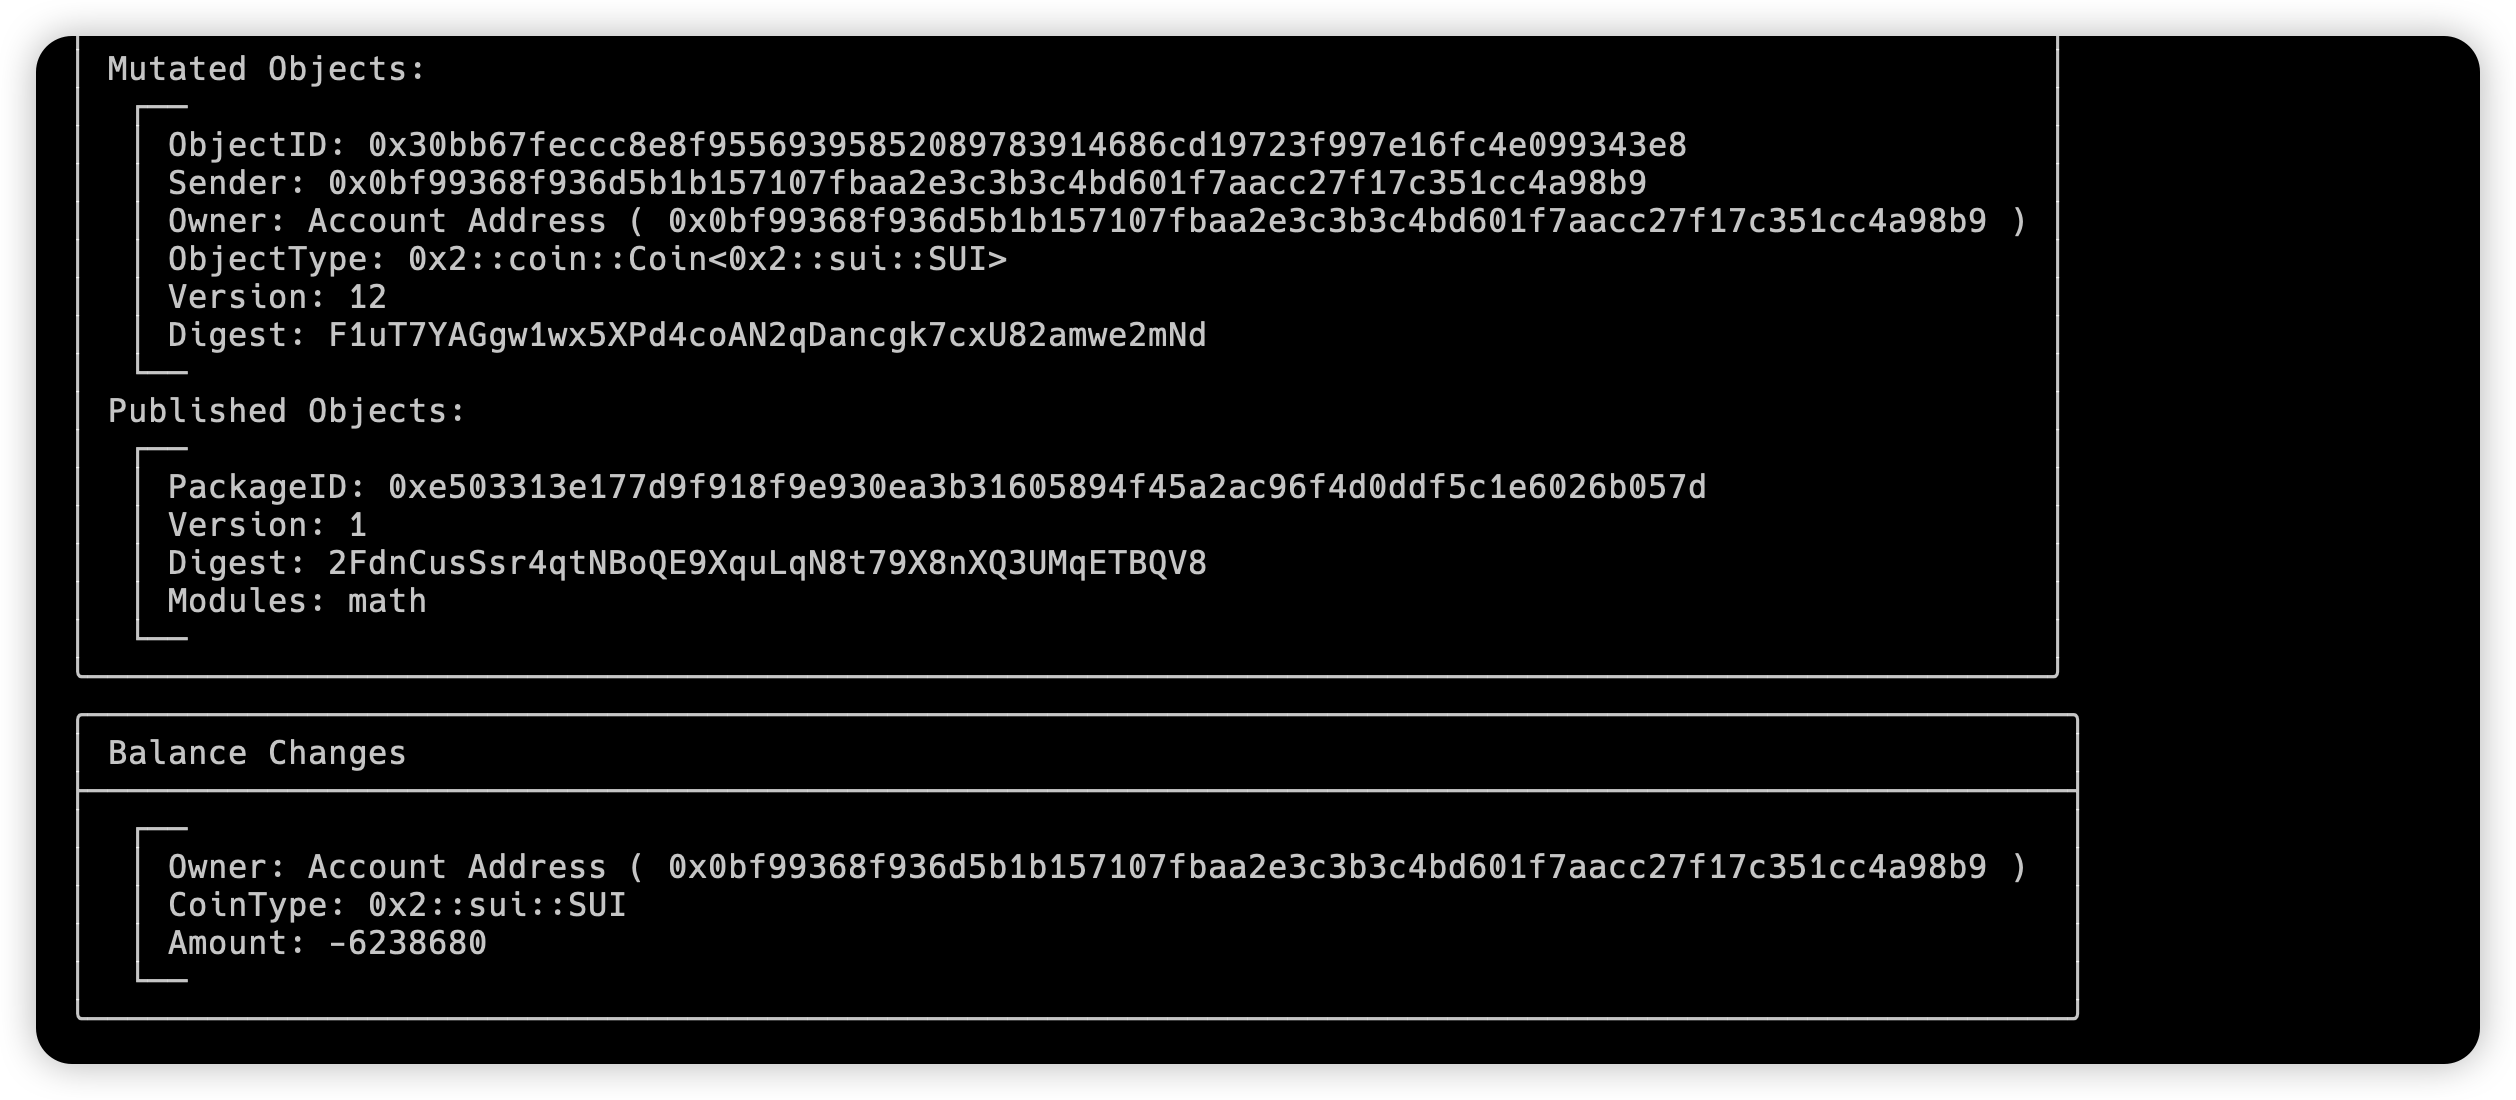 Mutated Objects:
ObjectID: 0x30bb67feccc8e8f955693958520897839146​86cd19723f997e16fc4e099343e8
Sender: 0x0bf99368f936d5b1b157107fbaa2e3c3b3c4bd601f7aacc27f17c351cc4a98b9
Owner: Account Address ( 0x0bf99368f936d5b1b157107fbaa2e3c3b3c4bd601f7aacc27f17c351cc4a98b9 )
ObjectType: 0x2::coin::Coin<0x2::sui::SUI>
Version: 12
Digest: F1uT7YAGgw1wx5XPd4coAN2qDancgk7cxU82amwe2mNd
Published Objects:
PackageID: 0xe503313e177d9f918f9e930ea3b31605894f45a2ac96f4d0ddf5c1e6026b057d
Version: 1
Digest: 2FdnCusSsr4qtNBoQE9XquLqN8t79X8nXQ3UMqETBQV8
Modules: math
Balance Changes
Owner: Account Address ( 0x0bf99368f936d5b1b157107fbaa2e3c3b3c4bd601f7aacc27f17c351cc4a98b9 )
CoinType: 0x2::sui::SUI
Amount: -6238680